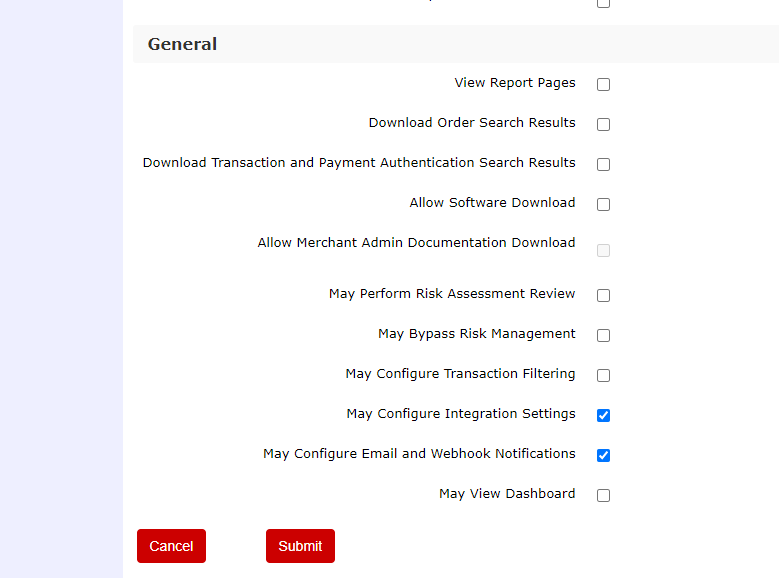 General
View Report Pages
Download Order Search Results
Download Transaction and Payment Authentication Search Results
Allow Software Download
Allow Merchant Admin Documentation Download
May Perform Risk Assessment Review
May Bypass Risk Management
May Configure Transaction Filtering
May Configure Integration Settings
May Configure Email and Webhook Notifications
May View Dashboard
Cancel Submit